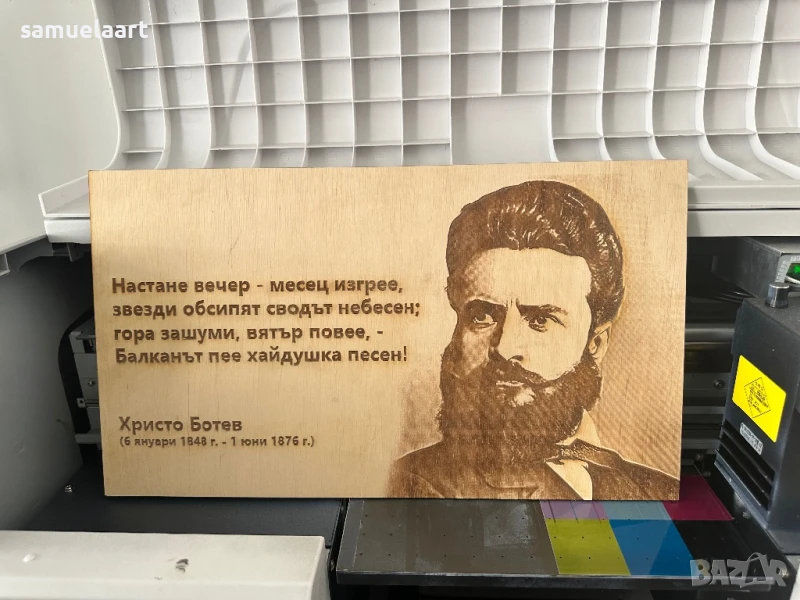 samuelaart
Настане вечер - месец изгрее,
звезди обсипят сводът небесен;
гора зашуми, вятър повее, -
Балканът пее хайдушка песен!
Христо Ботев
(6 януари 1848 г. - 1 юни 1876 г.)
BAZAR